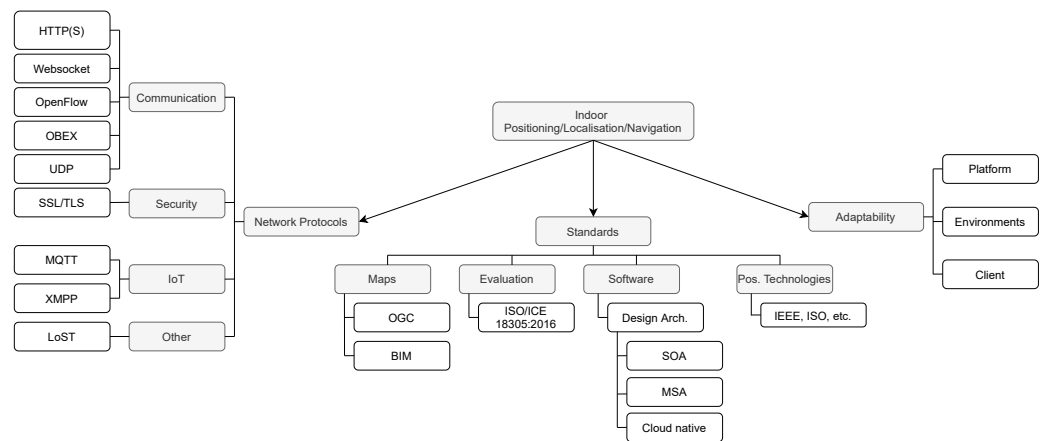 Indoor
Positioning/Localisation/Navigation
Network Protocols
Communication
HTTP(S)
Websocket
OpenFlow
OBEX
UDP
Security
SSL/TLS
IoT
MQTT
XMPP
Other
LoST
Standards
Maps
OGC
BIM
Evaluation
ISO/ICE
18305:2016
Software
Design Arch.
SOA
MSA
Cloud native
Pos. Technologies
IEEE, ISO, etc.
Adaptability
Platform
Environments
Client